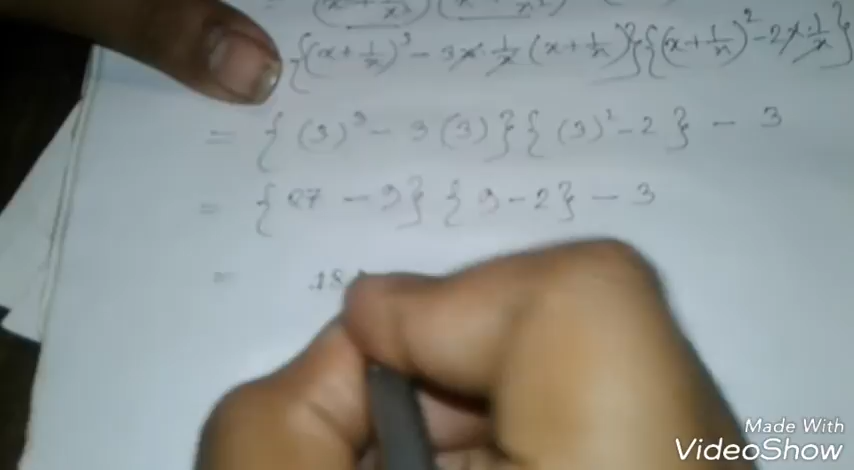 {(x+1/x)³ - 3x·1/x (x+1/x)}{(x+1/x)² - 2x·1/x}
= { (3)³ - 3(3)}{ (3)² - 2} - 3
= {27 - 9} {9-2} - 3
= 18
Made With
VideoShow